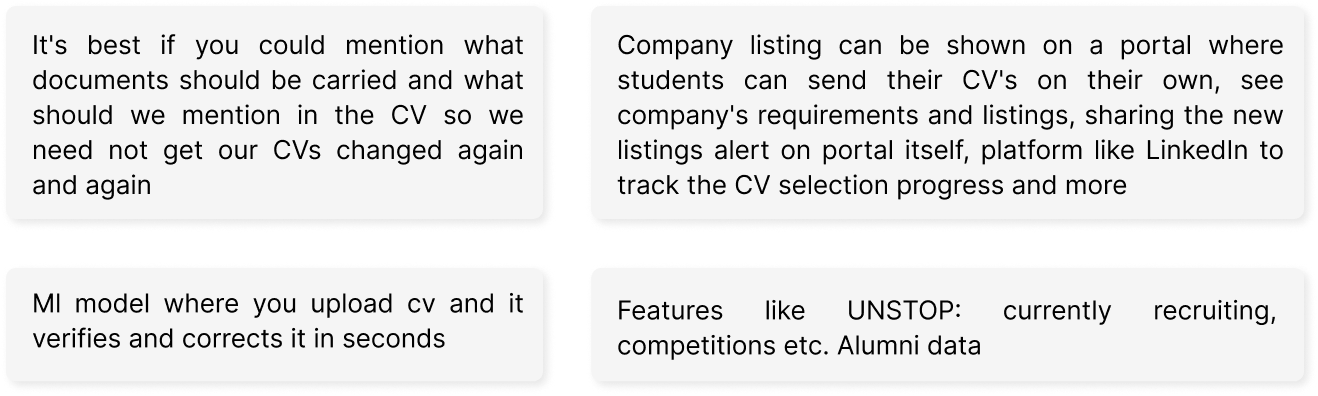 It's best if you could mention what
documents should be carried and what
should we mention in the CV so we
need not get our CVs changed again
and again
Company listing can be shown on a portal where
students can send their CV's on their own, see
company's requirements and listings, sharing the new
listings alert on portal itself, platform like LinkedIn to
track the CV selection progress and more
Ml model where you upload cv and it
verifies and corrects it in seconds
Features like UNSTOP: currently recruiting,
competitions etc. Alumni data